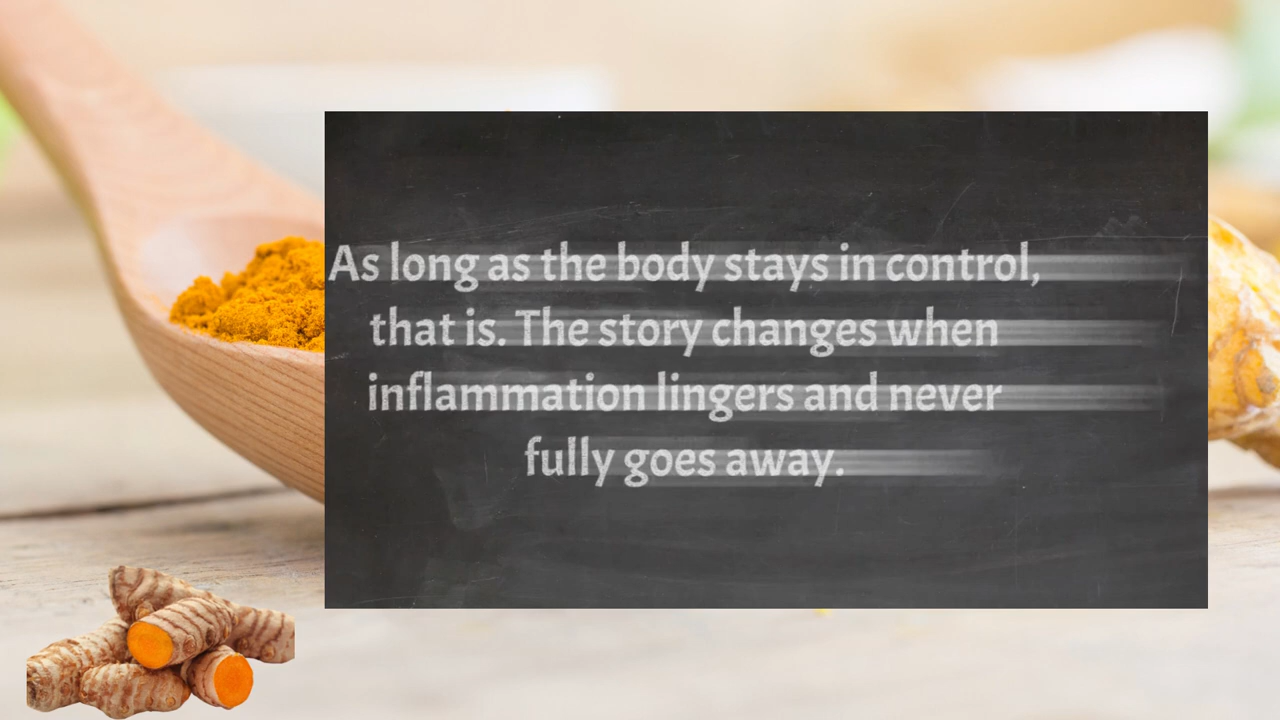 As long as the body stays in control,
that is. The story changes when
inflammation lingers and never
fully goes away.